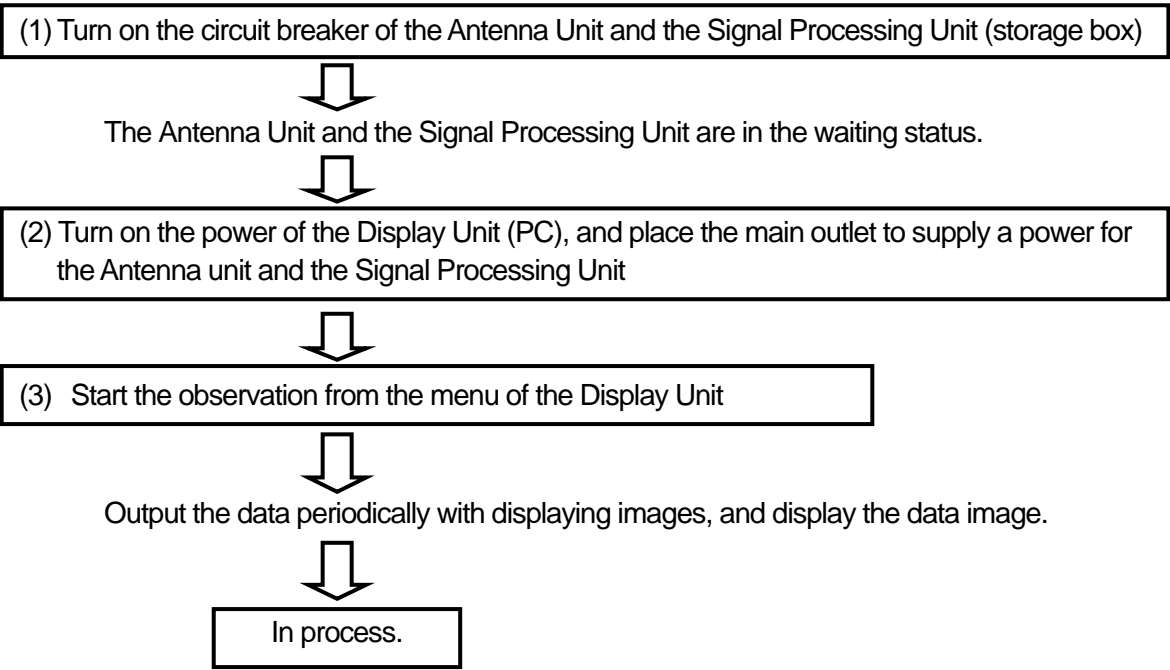 (1) Turn on the circuit breaker of the Antenna Unit and the Signal Processing Unit (storage box)
The Antenna Unit and the Signal Processing Unit are in the waiting status.
(2) Turn on the power of the Display Unit (PC), and place the main outlet to supply a power for
the Antenna unit and the Signal Processing Unit
(3) Start the observation from the menu of the Display Unit
Output the data periodically with displaying images, and display the data image.
In process.